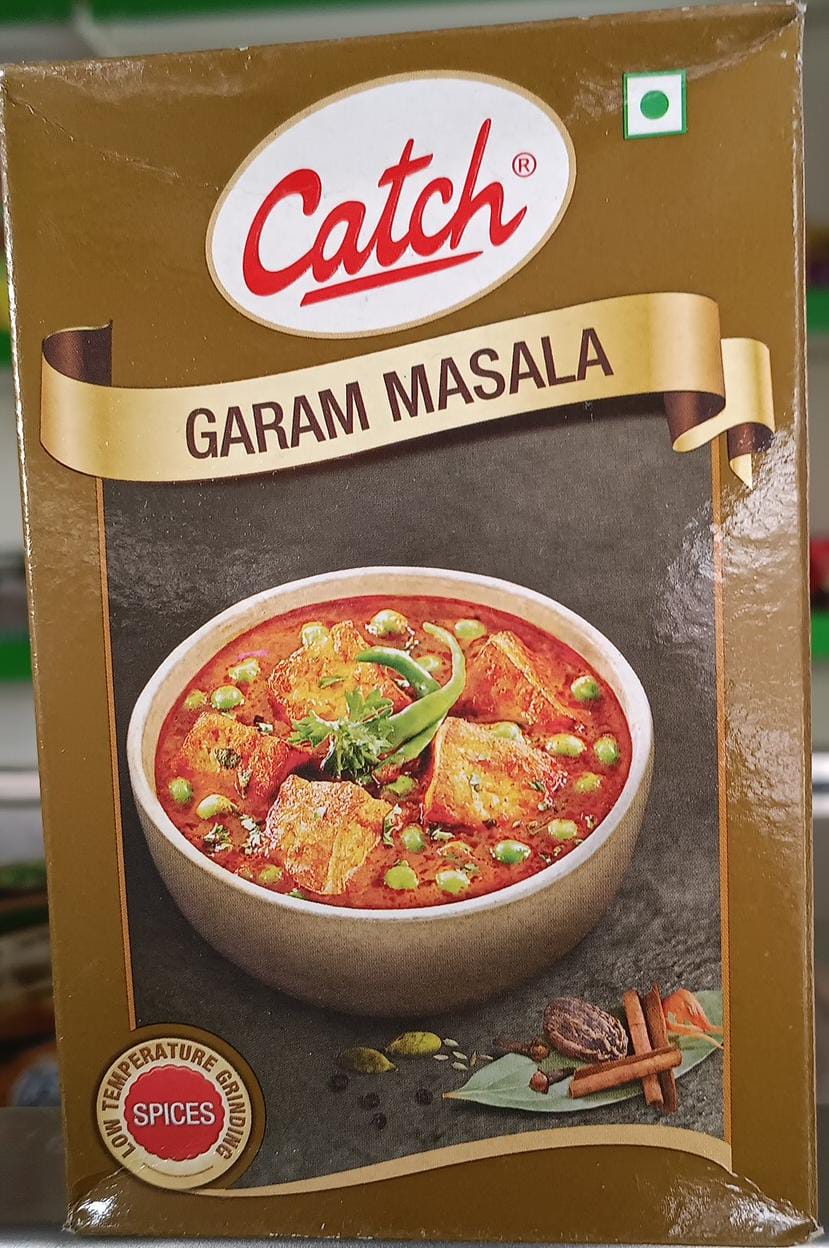 Catch®
GARAM MASALA
LOW TEMPERATURE GRINDING
SPICES